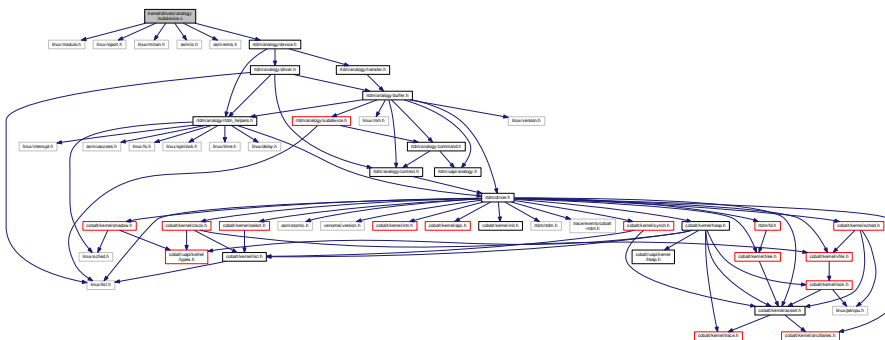 kernel/drivers/analogy
/subdevice.c
linux/module.h
linux/ioport.h
linux/mman.h
asm/io.h
asm/errno.h
rtdm/analogy/device.h
rtdm/analogy/driver.h
rtdm/analogy/transfer.h
rtdm/analogy/buffer.h
rtdm/analogy/rtdm_helpers.h
rtdm/analogy/subdevice.h
linux/mm.h
linux/version.h
linux/interrupt.h
asm/uaccess.h
linux/fs.h
linux/spinlock.h
linux/time.h
linux/delay.h
rtdm/analogy/command.h
rtdm/analogy/context.h
rtdm/uapi/analogy.h
rtdm/driver.h
cobalt/kernel/shadow.h
cobalt/kernel/clock.h
cobalt/kernel/select.h
asm/atomic.h
xenomai/version.h
cobalt/kernel/intr.h
cobalt/kernel/apc.h
cobalt/kernel/init.h
rtdm/rtdm.h
trace/events/cobalt
-rtdm.h
cobalt/kernel/synch.h
cobalt/kernel/heap.h
rtdm/fd.h
cobalt/kernel/sched.h
linux/sched.h
cobalt/uapi/kernel
/types.h
cobalt/kernel/list.h
cobalt/uapi/kernel
/heap.h
cobalt/kernel/tree.h
cobalt/kernel/vfile.h
linux/list.h
cobalt/kernel/lock.h
cobalt/kernel/assert.h
linux/percpu.h
cobalt/kernel/trace.h
cobalt/kernel/ancillaries.h